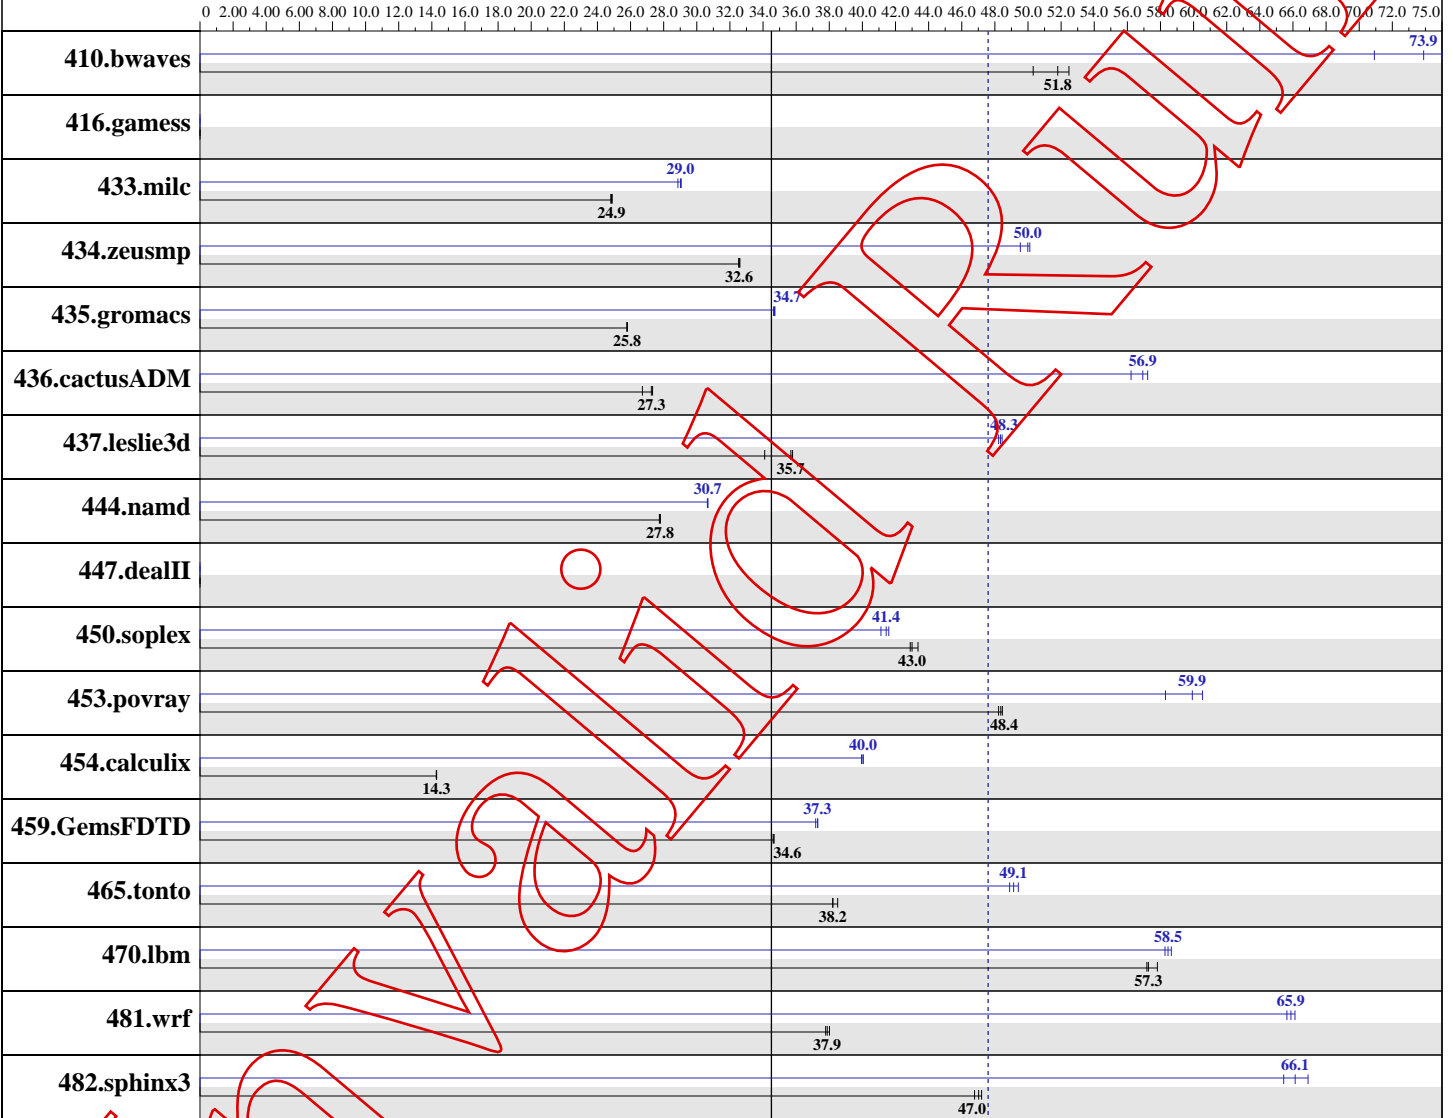 0 2.00 4.00 6.00 8.00 10.0 12.0 14.0 16.0 18.0 20.0 22.0 24.0 26.0 28.0 30.0 32.0 34.0 36.0 38.0 40.0 42.0 44.0 46.0 48.0 50.0 52.0 54.0 56.0 58.0 60.0 62.0 64.0 66.0 68.0 70.0 72.0 75.0
410.bwaves 73.9
51.8
416.gamess
433.milc 29.0
24.9
434.zeusmp 50.0
32.6
435.gromacs 34.7
25.8
436.cactusADM 56.9
27.3
437.leslie3d 48.3
35.7
444.namd 30.7
27.8
447.dealII
450.soplex 41.4
43.0
453.povray 59.9
48.4
454.calculix 40.0
14.3
459.GemsFDTD 37.3
34.6
465.tonto 49.1
38.2
470.lbm 58.5
57.3
481.wrf 65.9
37.9
482.sphinx3 66.1
47.0